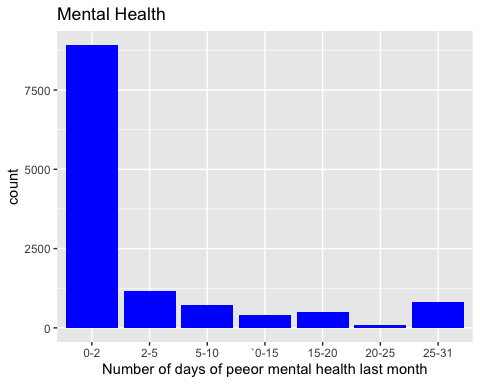 Mental Health
count
7500
5000
2500
0
0-2 2-5 5-10 `0-15 15-20 20-25 25-31
Number of days of peeor mental health last month